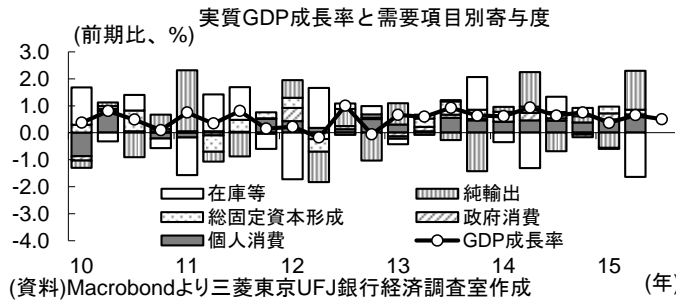 実質GDP成長率と需要項目別寄与度
(前期比、%)
3.0
2.0
1.0
0.0
-1.0
-2.0
-3.0
-4.0
在庫等 純輸出
総固定資本形成 政府消費
個人消費 GDP成長率
10 11 12 13 14 15
(年)
(資料)Macrobondより三菱東京UFJ銀行経済調査室作成